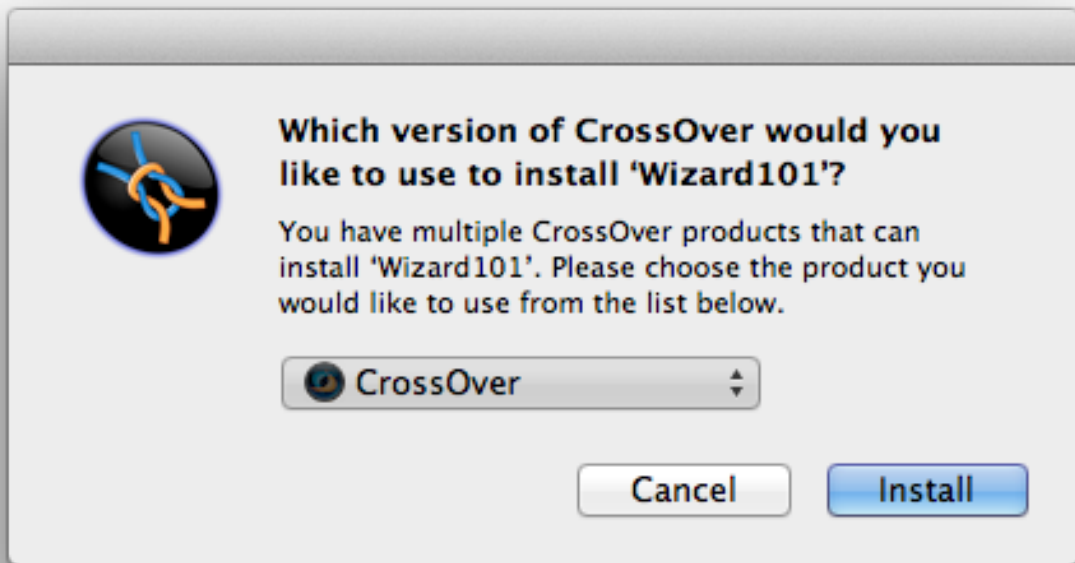 Which version of CrossOver would you
like to use to install ‘Wizard101’?
You have multiple CrossOver products that can
install ‘Wizard101’. Please choose the product you
would like to use from the list below.
CrossOver
Cancel
Install